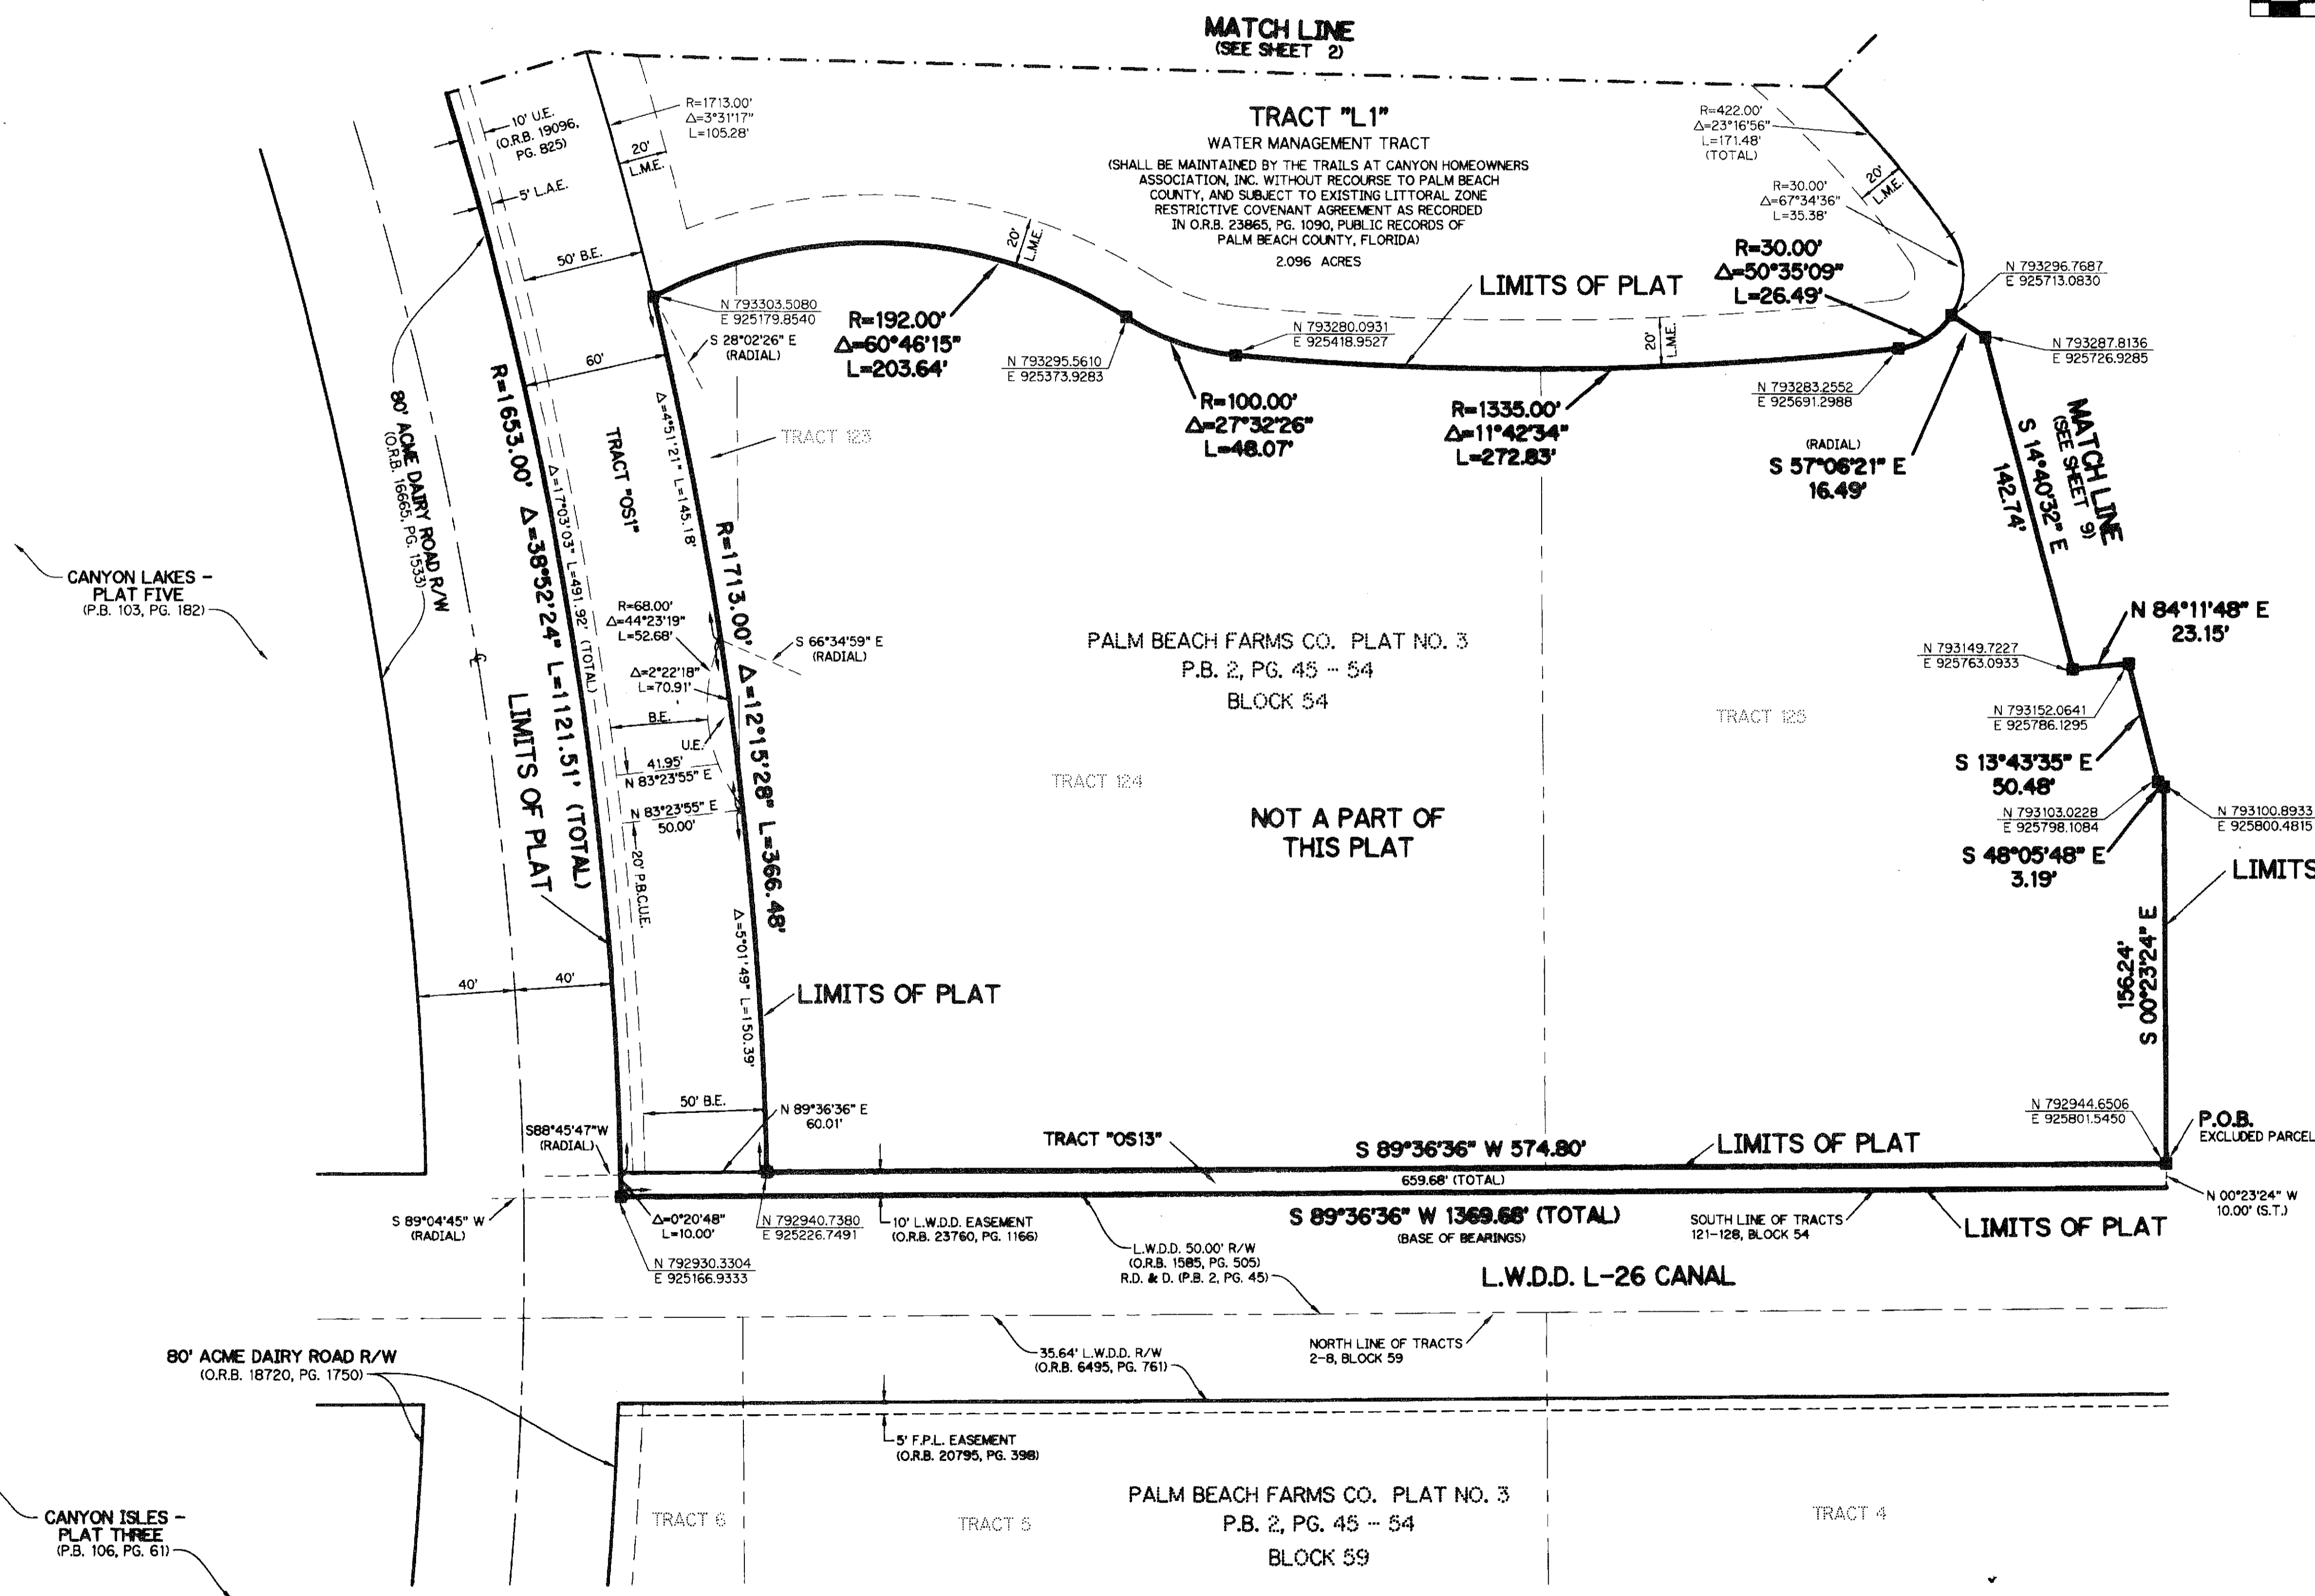 MATCH LINE
(SEE SHEET 2)
10' U.E.
(O.R.B. 19096,
PG. 825)
5' L.A.E.
R=1713.00'
Δ=3°31'17"
L=105.28'
20'
L.M.E.
50' B.E.
TRACT "L1"
WATER MANAGEMENT TRACT
(SHALL BE MAINTAINED BY THE TRAILS AT CANYON HOMEOWNERS
ASSOCIATION, INC. WITHOUT RECOURSE TO PALM BEACH
COUNTY, AND SUBJECT TO EXISTING LITTORAL ZONE
RESTRICTIVE COVENANT AGREEMENT AS RECORDED
IN O.R.B. 23865, PG. 1090, PUBLIC RECORDS OF
PALM BEACH COUNTY, FLORIDA)
2.096 ACRES
R=422.00'
Δ=23°16'56"
L=171.48'
(TOTAL)
20'
L.M.E.
R=30.00'
Δ=67°34'36"
L=35.38'
R=30.00'
Δ=50°35'09"
L=26.49'
20'
L.M.E.
LIMITS OF PLAT
N 793296.7687
E 925713.0830
N 793303.5080
E 925179.8540
S 28°02'26" E
(RADIAL)
R=192.00'
Δ=60°46'15"
L=203.64'
N 793280.0931
E 925418.9527
20'
L.M.E.
N 793295.5610
E 925373.9283
N 793287.8136
E 925726.9285
N 793283.2552
E 925691.2988
60'
R=100.00'
Δ=27°32'26"
L=48.07'
R=1335.00'
Δ=11°42'34"
L=272.83'
(RADIAL)
S 57°06'21" E
16.49'
MATCH LINE
(SEE SHEET 9)
S 14°40'32" E
142.74'
80' ACME DAIRY ROAD R/W
(O.R.B. 16665, PG. 1533)
R=1653.00' Δ=38°52'24" L=1121.51' (TOTAL)
Δ=17°03'03" L=491.92' (TOTAL)
TRACT "OS1"
Δ=4°51'21" L=145.18'
TRACT 123
R=1713.00' Δ=12°15'28" L=366.48'
CANYON LAKES -
PLAT FIVE
(P.B. 103, PG. 182)
R=68.00'
Δ=44°23'19"
L=52.68'
S 66°34'59" E
(RADIAL)
Δ=2°22'18"
L=70.91'
B.E.
U.E.
41.95'
N 83°23'55" E
N 83°23'55" E
50.00'
20' P.B.C.U.E.
LIMITS OF PLAT
PALM BEACH FARMS CO. PLAT NO. 3
P.B. 2, PG. 45 -- 54
BLOCK 54
TRACT 125
TRACT 124
NOT A PART OF
THIS PLAT
N 84°11'48" E
23.15'
N 793149.7227
E 925763.0933
N 793152.0641
E 925786.1295
S 13°43'35" E
50.48'
N 793103.0228
E 925798.1084
N 793100.8933
E 925800.4815
S 48°05'48" E
3.19'
LIMITS
156.24'
S 00°23'24" E
40'
40'
Δ=5°01'49" L=150.39'
LIMITS OF PLAT
50' B.E.
N 89°36'36" E
60.01'
S88°45'47"W
(RADIAL)
TRACT "OS13"
S 89°36'36" W 574.80'
LIMITS OF PLAT
N 792944.6506
E 925801.5450
P.O.B.
EXCLUDED PARCEL
659.68' (TOTAL)
N 00°23'24" W
10.00' (S.T.)
S 89°04'45" W
(RADIAL)
Δ=0°20'48"
L=10.00'
N 792940.7380
E 925226.7491
10' L.W.D.D. EASEMENT
(O.R.B. 23760, PG. 1166)
S 89°36'36" W 1369.68' (TOTAL)
(BASE OF BEARINGS)
SOUTH LINE OF TRACTS
121-128, BLOCK 54
LIMITS OF PLAT
N 792930.3304
E 925166.9333
L.W.D.D. 50.00' R/W
(O.R.B. 1585, PG. 505)
R.D. & D. (P.B. 2, PG. 45)
L.W.D.D. L-26 CANAL
80' ACME DAIRY ROAD R/W
(O.R.B. 18720, PG. 1750)
35.64' L.W.D.D. R/W
(O.R.B. 6495, PG. 761)
NORTH LINE OF TRACTS
2-8, BLOCK 59
5' F.P.L. EASEMENT
(O.R.B. 20795, PG. 398)
CANYON ISLES -
PLAT THREE
(P.B. 106, PG. 61)
TRACT 6
TRACT 5
PALM BEACH FARMS CO. PLAT NO. 3
P.B. 2, PG. 45 -- 54
BLOCK 59
TRACT 4